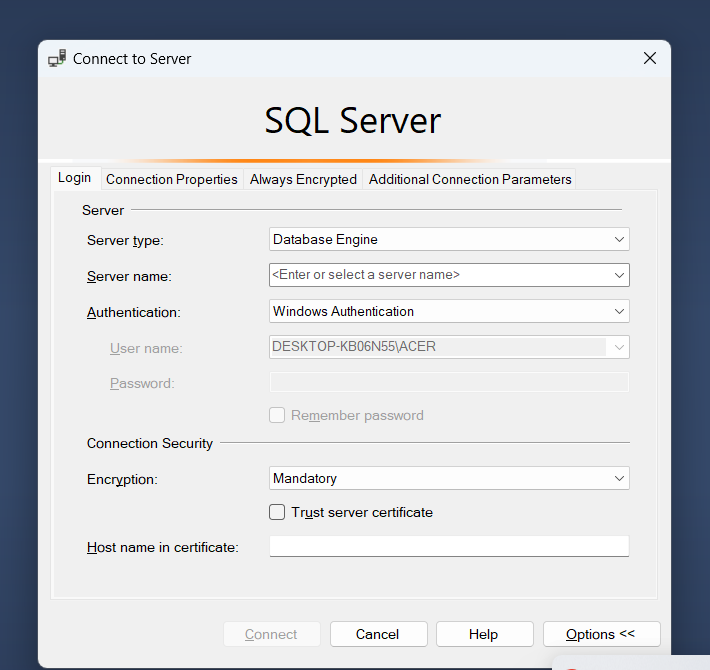 Connect to Server
SQL Server
Login Connection Properties Always Encrypted Additional Connection Parameters
Server
Server type: Database Engine
Server name: <Enter or select a server name>
Authentication: Windows Authentication
User name: DESKTOP-KB06N55\ACER
Password:
Remember password
Connection Security
Encryption: Mandatory
Trust server certificate
Host name in certificate:
Connect Cancel Help Options <<